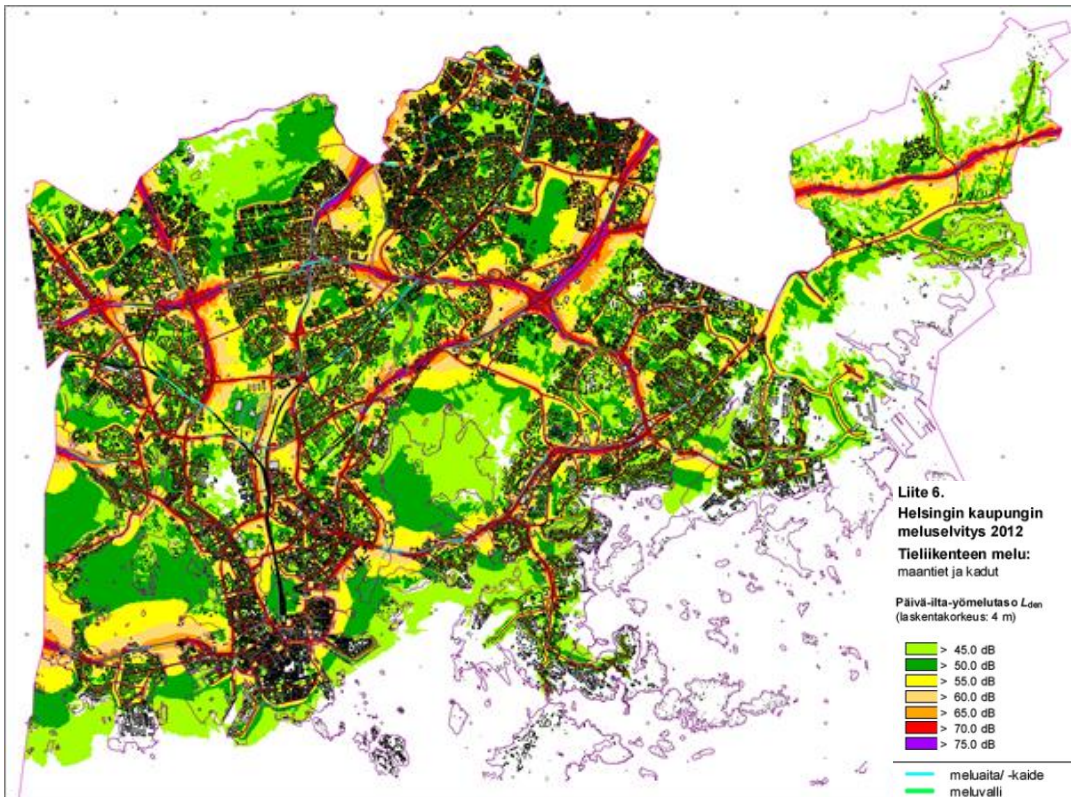 Liite 6.
Helsingin kaupungin
meluselvitys 2012
Tieliikenteen melu:
maantiet ja kadut
Päivä-ilta-yömelutaso Lden
(laskentakorkeus: 4 m)
> 45.0 dB
> 50.0 dB
> 55.0 dB
> 60.0 dB
> 65.0 dB
> 70.0 dB
> 75.0 dB
meluaita/ -kaide
meluvalli